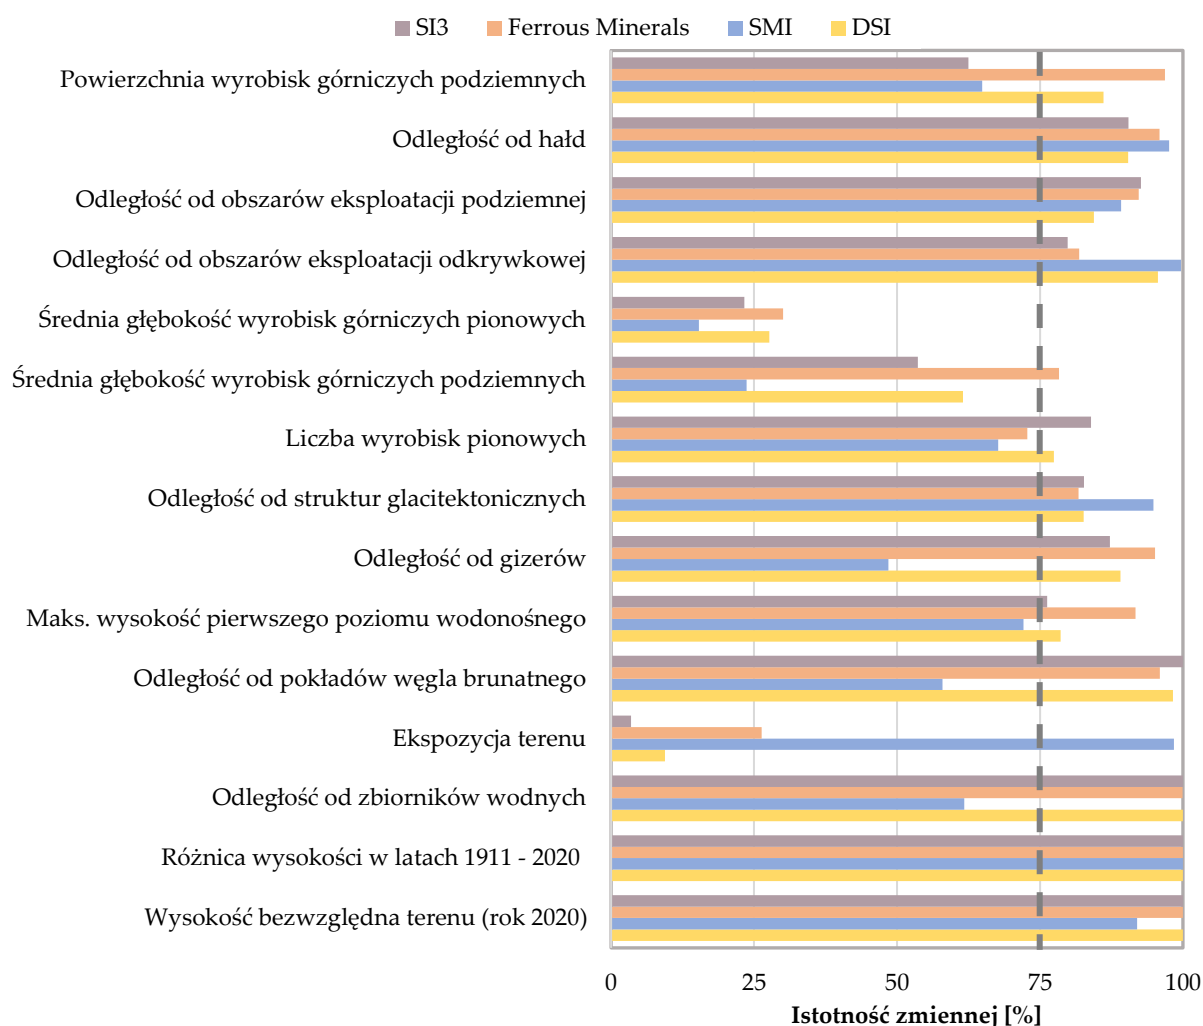 SI3 Ferrous Minerals SMI DSI
Powierzchnia wyrobisk górniczych podziemnych
Odległość od hałd
Odległość od obszarów eksploatacji podziemnej
Odległość od obszarów eksploatacji odkrywkowej
Średnia głębokość wyrobisk górniczych pionowych
Średnia głębokość wyrobisk górniczych podziemnych
Liczba wyrobisk pionowych
Odległość od struktur glacitektonicznych
Odległość od gizerów
Maks. wysokość pierwszego poziomu wodonośnego
Odległość od pokładów węgla brunatnego
Ekspozycja terenu
Odległość od zbiorników wodnych
Różnica wysokości w latach 1911 - 2020
Wysokość bezwzględna terenu (rok 2020)
0 25 50 75 100
Istotność zmiennej [%]